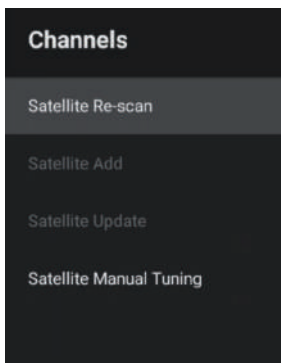 Channels
Satellite Re-scan
Satellite Add
Satellite Update
Satellite Manual Tuning